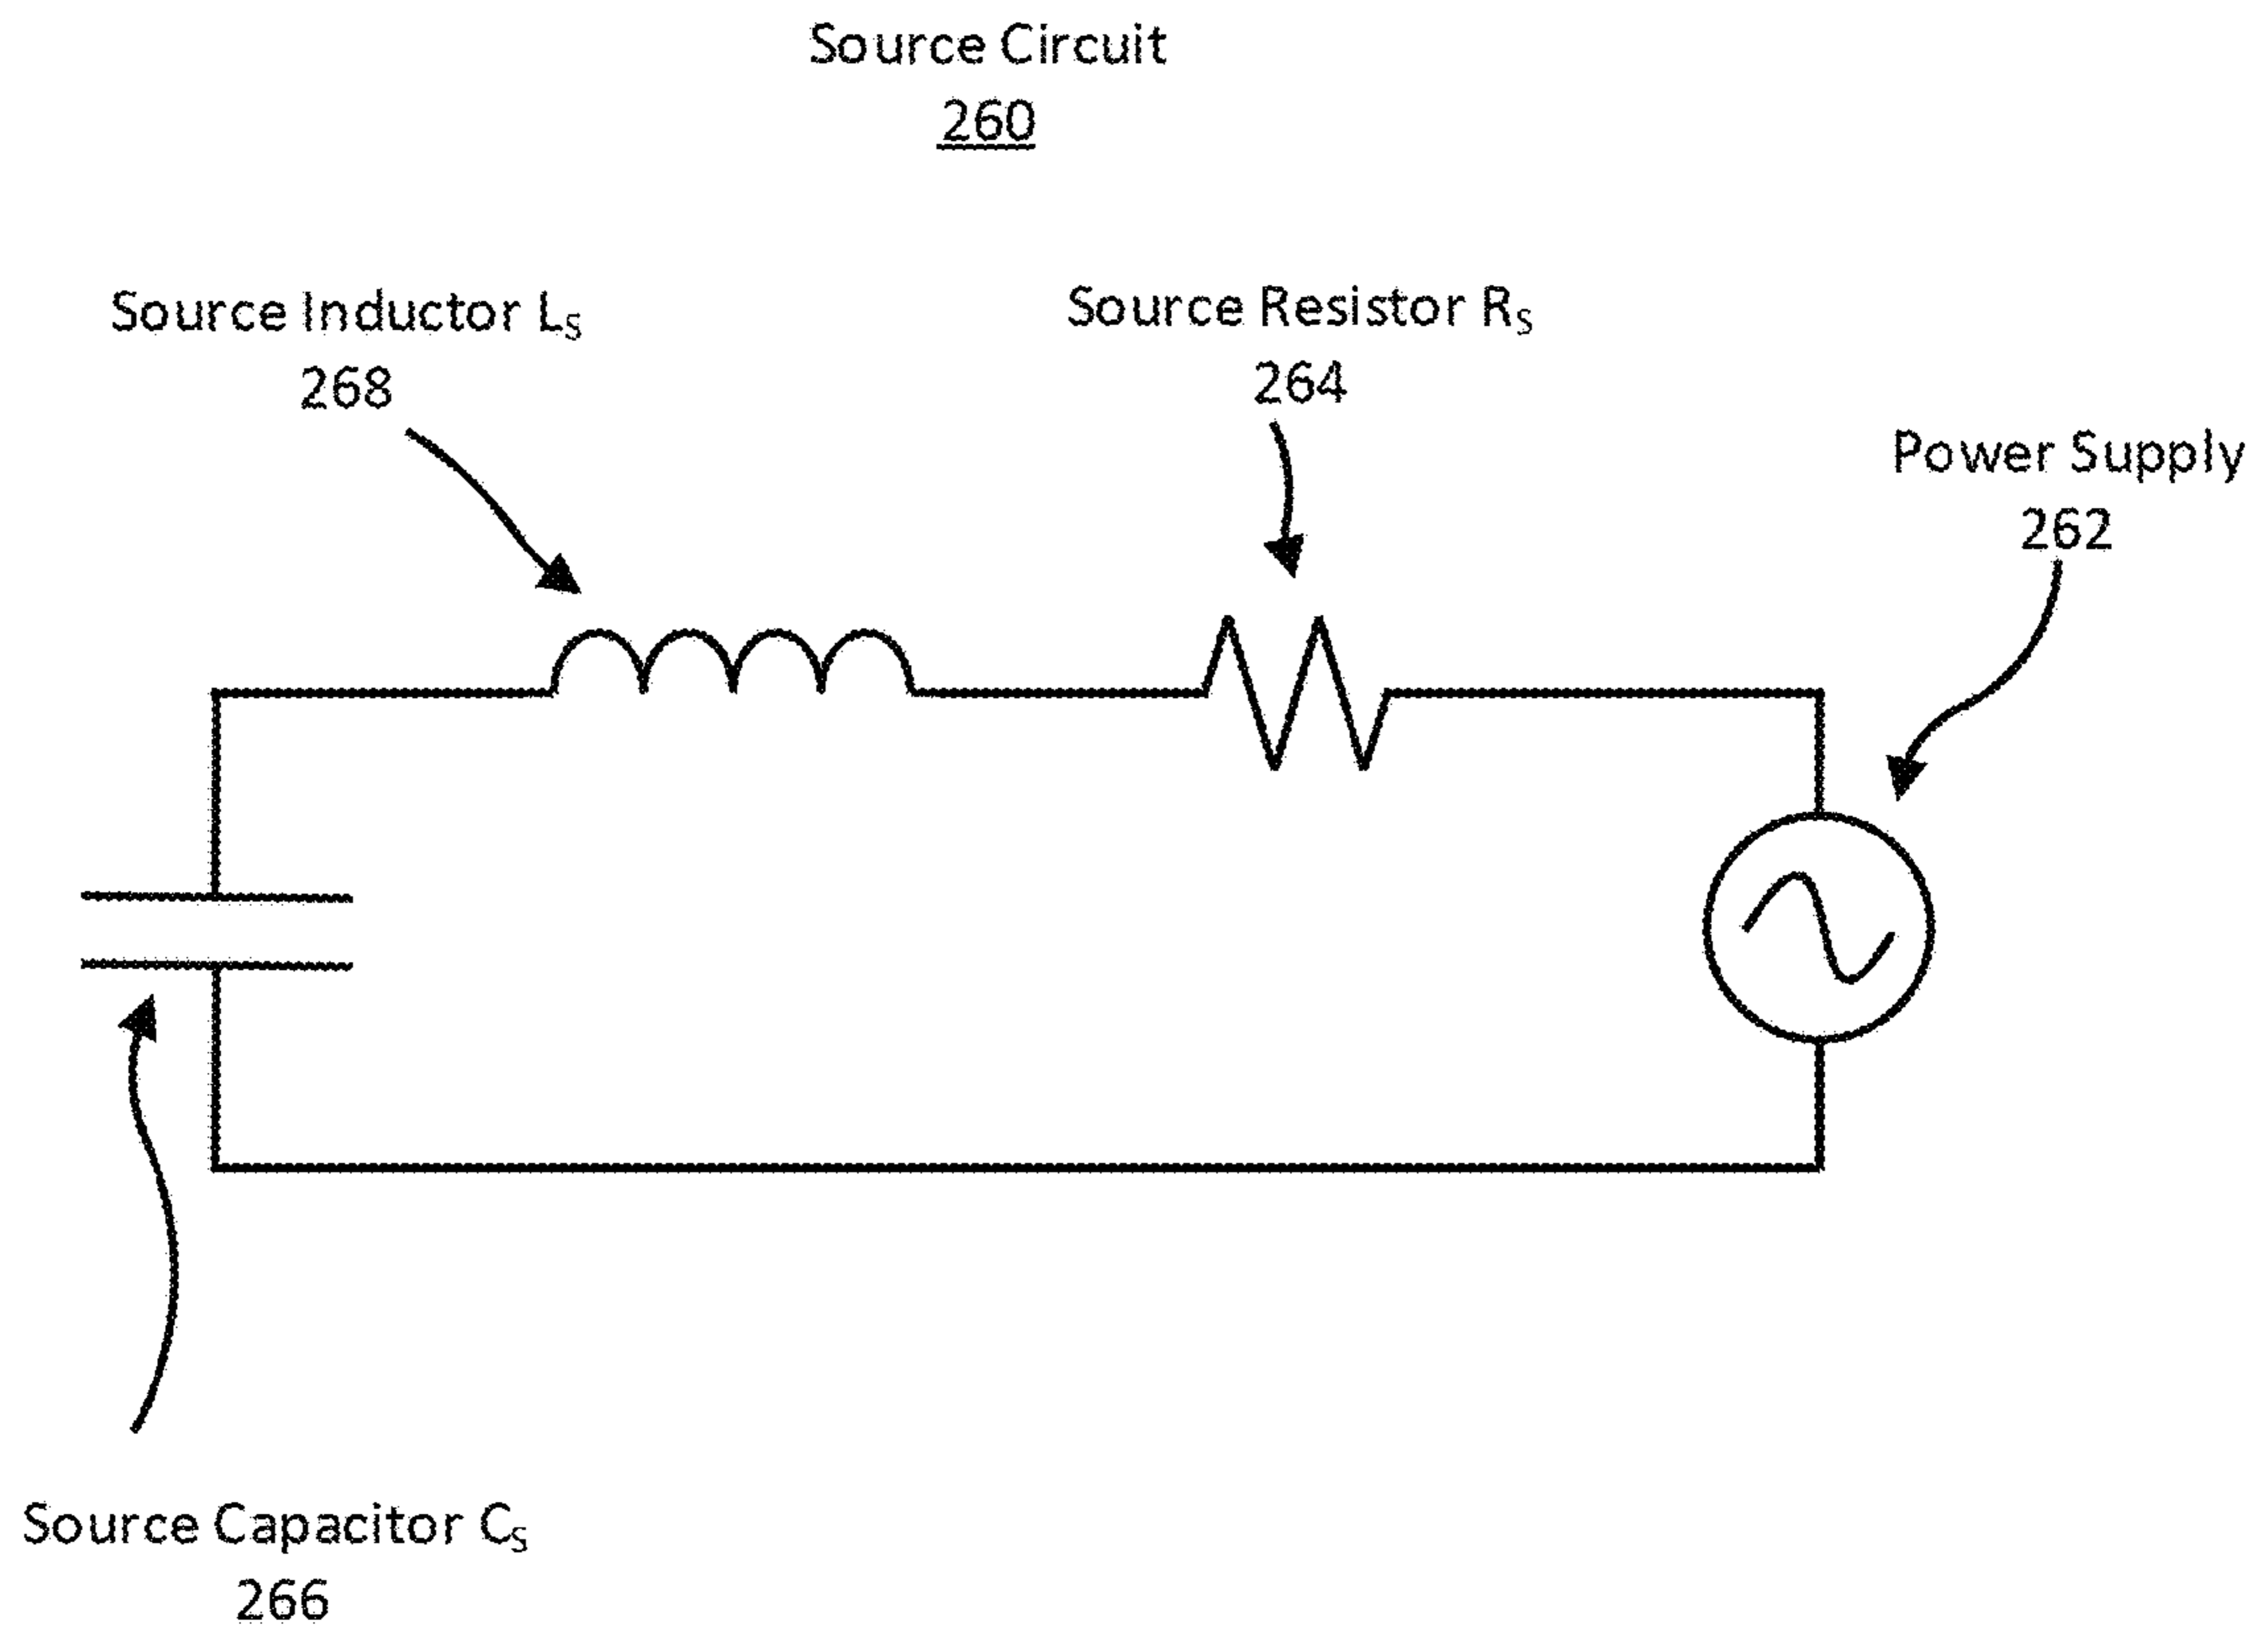 Source Circuit
260
Source Inductor LS
268
Source Resistor RS
264
Power Supply
262
Source Capacitor CS
266